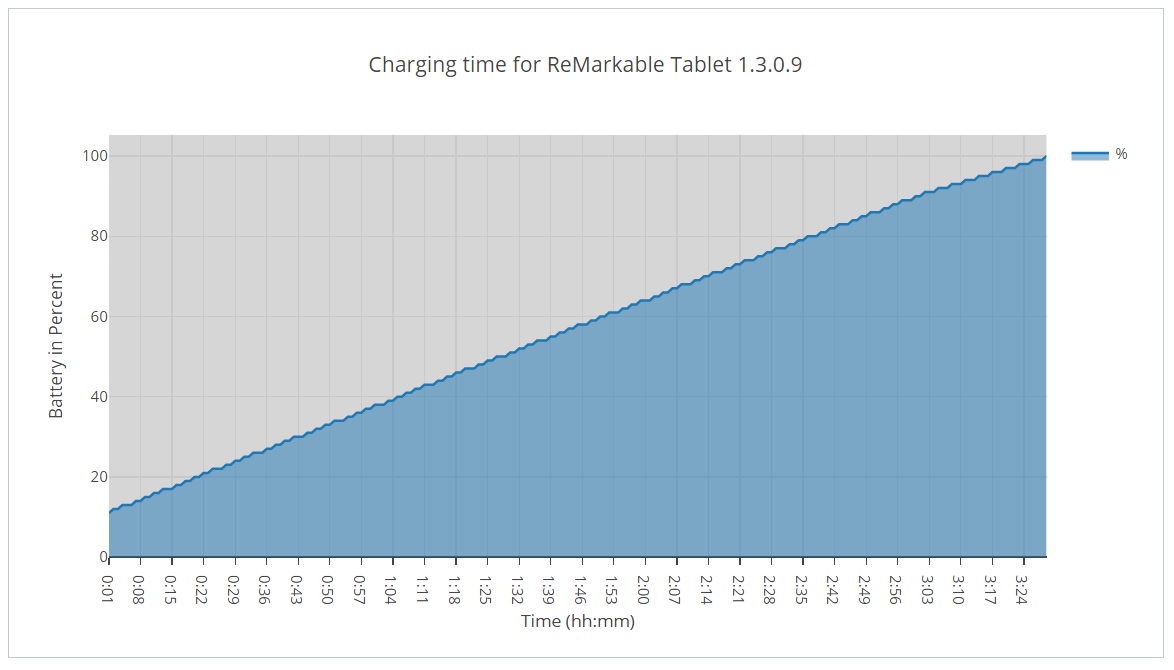 Charging time for ReMarkable Tablet 1.3.0.9
%
Battery in Percent
100
80
60
40
20
0
0:01 0:08 0:15 0:22 0:29 0:36 0:43 0:50 0:57 1:04 1:11 1:18 1:25 1:32 1:39 1:46 1:53 2:00 2:07 2:14 2:21 2:28 2:35 2:42 2:49 2:56 3:03 3:10 3:17 3:24
Time (hh:mm)